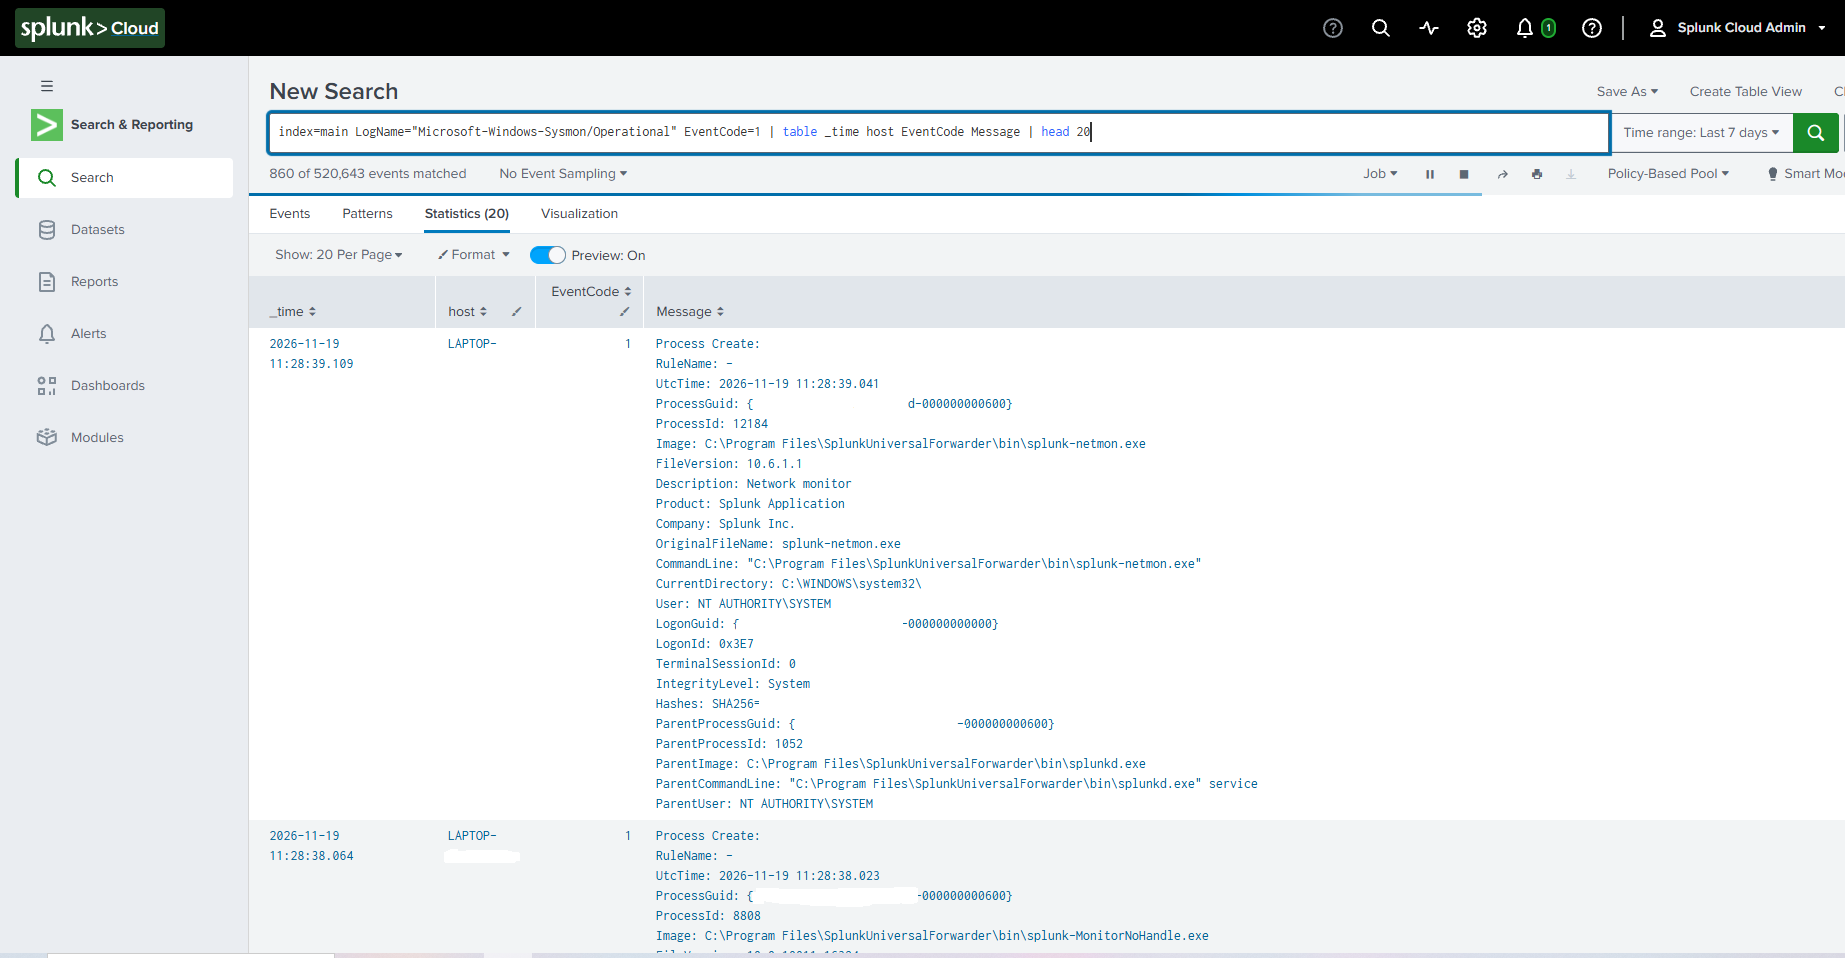 splunk>Cloud
1
Splunk Cloud Admin
Search & Reporting
Search
Datasets
Reports
Alerts
Dashboards
Modules
New Search
Save As
Create Table View
index=main LogName="Microsoft-Windows-Sysmon/Operational" EventCode=1 | table _time host EventCode Message | head 20
Time range: Last 7 days
860 of 520,643 events matched
No Event Sampling
Job
Policy-Based Pool
Smart Mo
Events
Patterns
Statistics (20)
Visualization
Show: 20 Per Page
Format
Preview: On
_time
host
EventCode
Message
2026-11-19
11:28:39.109
LAPTOP-
1
Process Create:
RuleName: -
UtcTime: 2026-11-19 11:28:39.041
ProcessGuid: { d-000000000600}
ProcessId: 12184
Image: C:\Program Files\SplunkUniversalForwarder\bin\splunk-netmon.exe
FileVersion: 10.6.1.1
Description: Network monitor
Product: Splunk Application
Company: Splunk Inc.
OriginalFileName: splunk-netmon.exe
CommandLine: "C:\Program Files\SplunkUniversalForwarder\bin\splunk-netmon.exe"
CurrentDirectory: C:\WINDOWS\system32\
User: NT AUTHORITY\SYSTEM
LogonGuid: { -000000000000}
LogonId: 0x3E7
TerminalSessionId: 0
IntegrityLevel: System
Hashes: SHA256=
ParentProcessGuid: { -000000000600}
ParentProcessId: 1052
ParentImage: C:\Program Files\SplunkUniversalForwarder\bin\splunkd.exe
ParentCommandLine: "C:\Program Files\SplunkUniversalForwarder\bin\splunkd.exe" service
ParentUser: NT AUTHORITY\SYSTEM
2026-11-19
11:28:38.064
LAPTOP-
1
Process Create:
RuleName: -
UtcTime: 2026-11-19 11:28:38.023
ProcessGuid: { -000000000600}
ProcessId: 8808
Image: C:\Program Files\SplunkUniversalForwarder\bin\splunk-MonitorNoHandle.exe